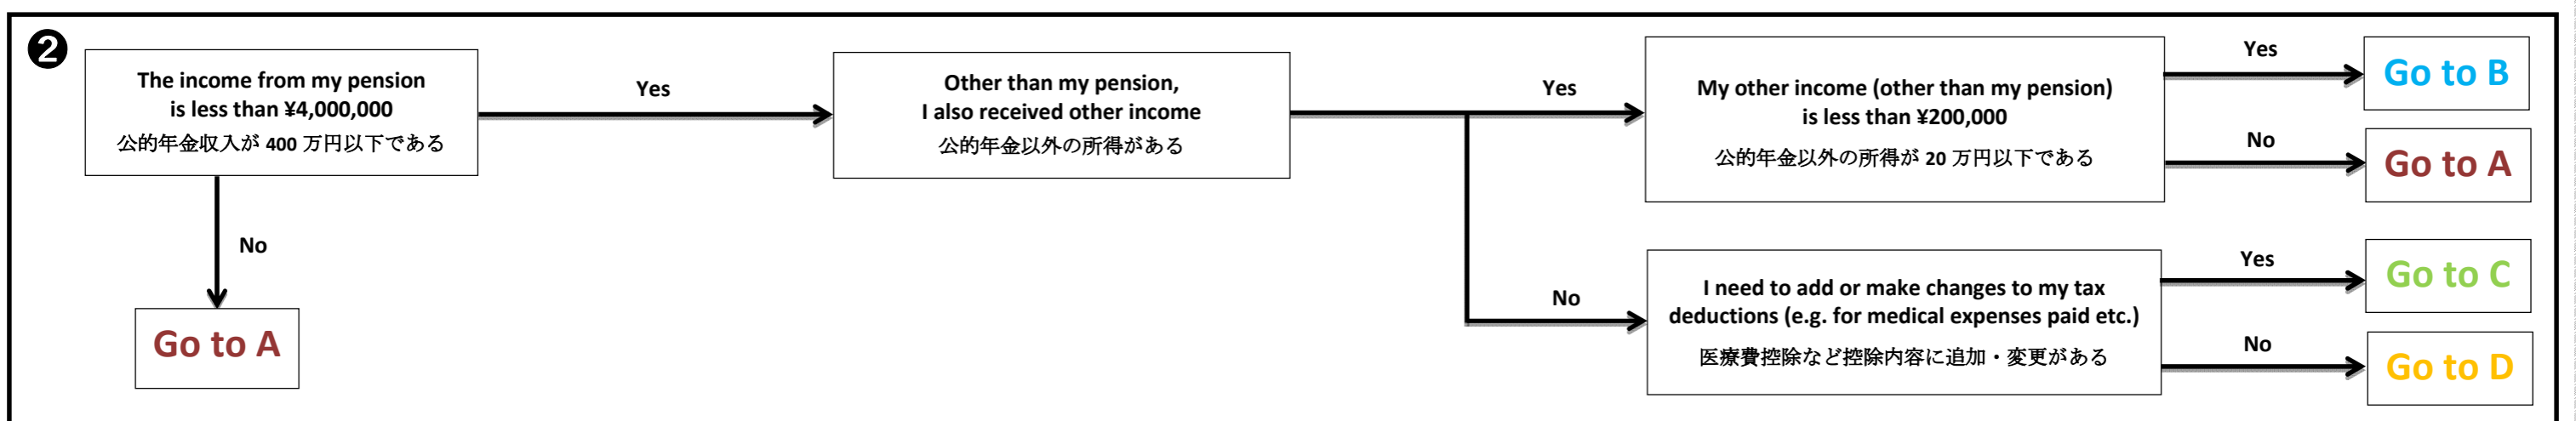 ❷
The income from my pension
is less than ¥4,000,000
公的年金収入が 400 万円以下である
Yes
No
Go to A
Other than my pension,
I also received other income
公的年金以外の所得がある
Yes
No
My other income (other than my pension)
is less than ¥200,000
公的年金以外の所得が 20 万円以下である
Yes
Go to B
No
Go to A
I need to add or make changes to my tax
deductions (e.g. for medical expenses paid etc.)
医療費控除など控除内容に追加・変更がある
Yes
Go to C
No
Go to D